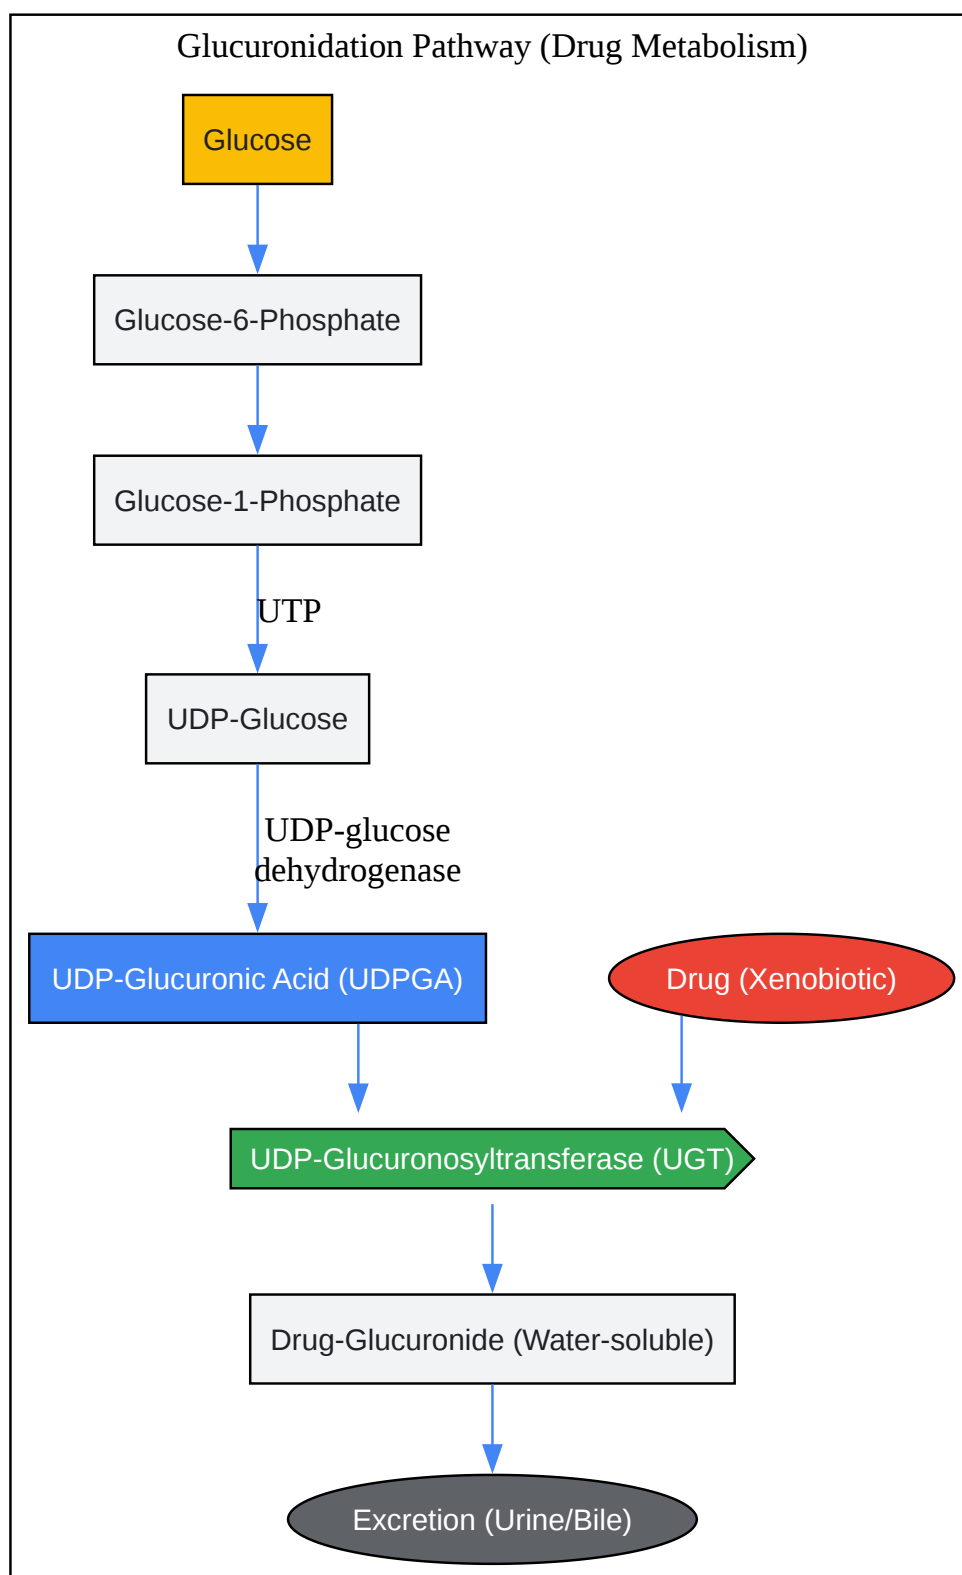 Glucuronidation Pathway (Drug Metabolism)
Glucose
Glucose-6-Phosphate
Glucose-1-Phosphate
UTP
UDP-Glucose
UDP-glucose
dehydrogenase
UDP-Glucuronic Acid (UDPGA)
Drug (Xenobiotic)
UDP-Glucuronosyltransferase (UGT)
Drug-Glucuronide (Water-soluble)
Excretion (Urine/Bile)